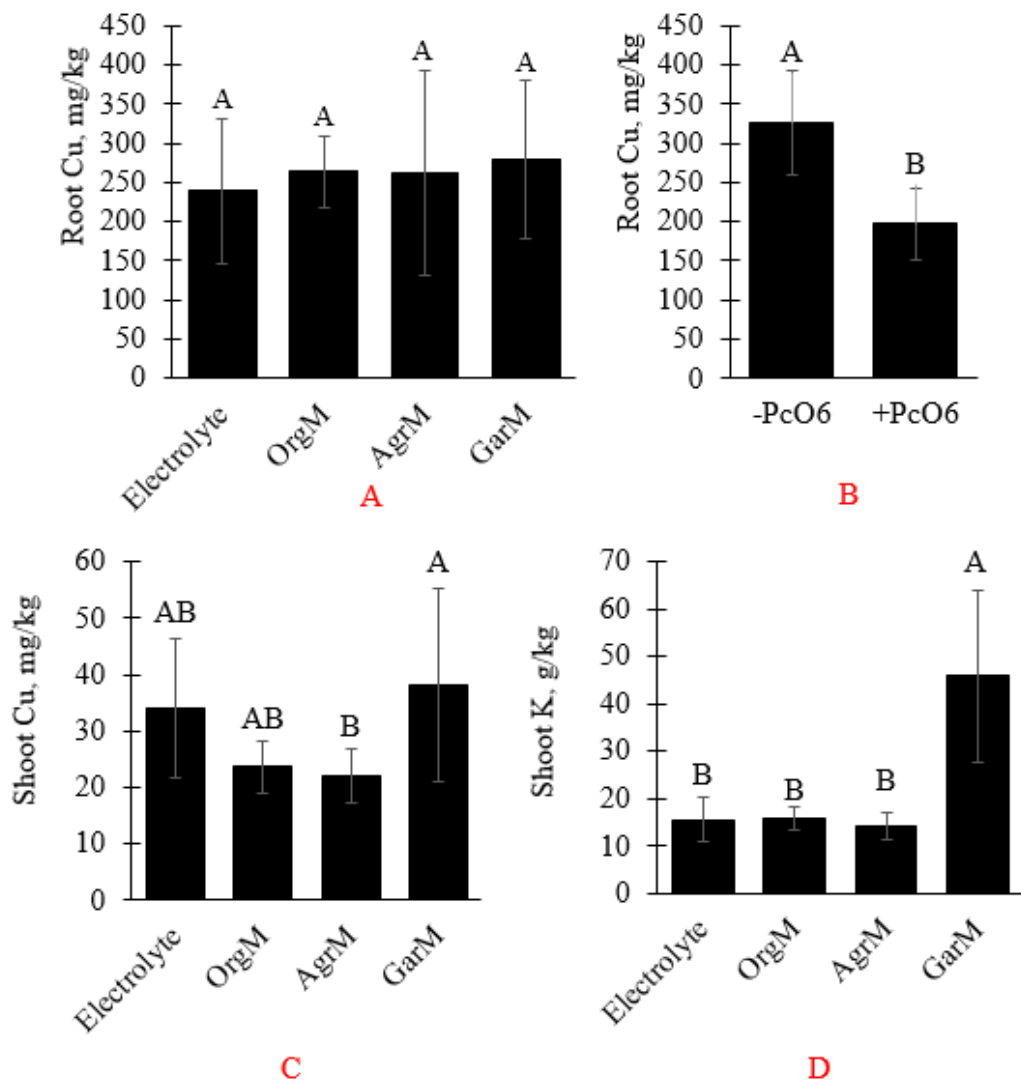 Root Cu, mg/kg
450
400
350
300
250
200
150
100
50
0
A
A
A
A
Electrolyte
OrgM
AgrM
GarM
A
Root Cu, mg/kg
450
400
350
300
250
200
150
100
50
0
A
B
-PcO6
+PcO6
B
Shoot Cu, mg/kg
60
50
40
30
20
10
0
AB
AB
B
A
Electrolyte
OrgM
AgrM
GarM
C
Shoot K, g/kg
70
60
50
40
30
20
10
0
B
B
B
A
Electrolyte
OrgM
AgrM
GarM
D